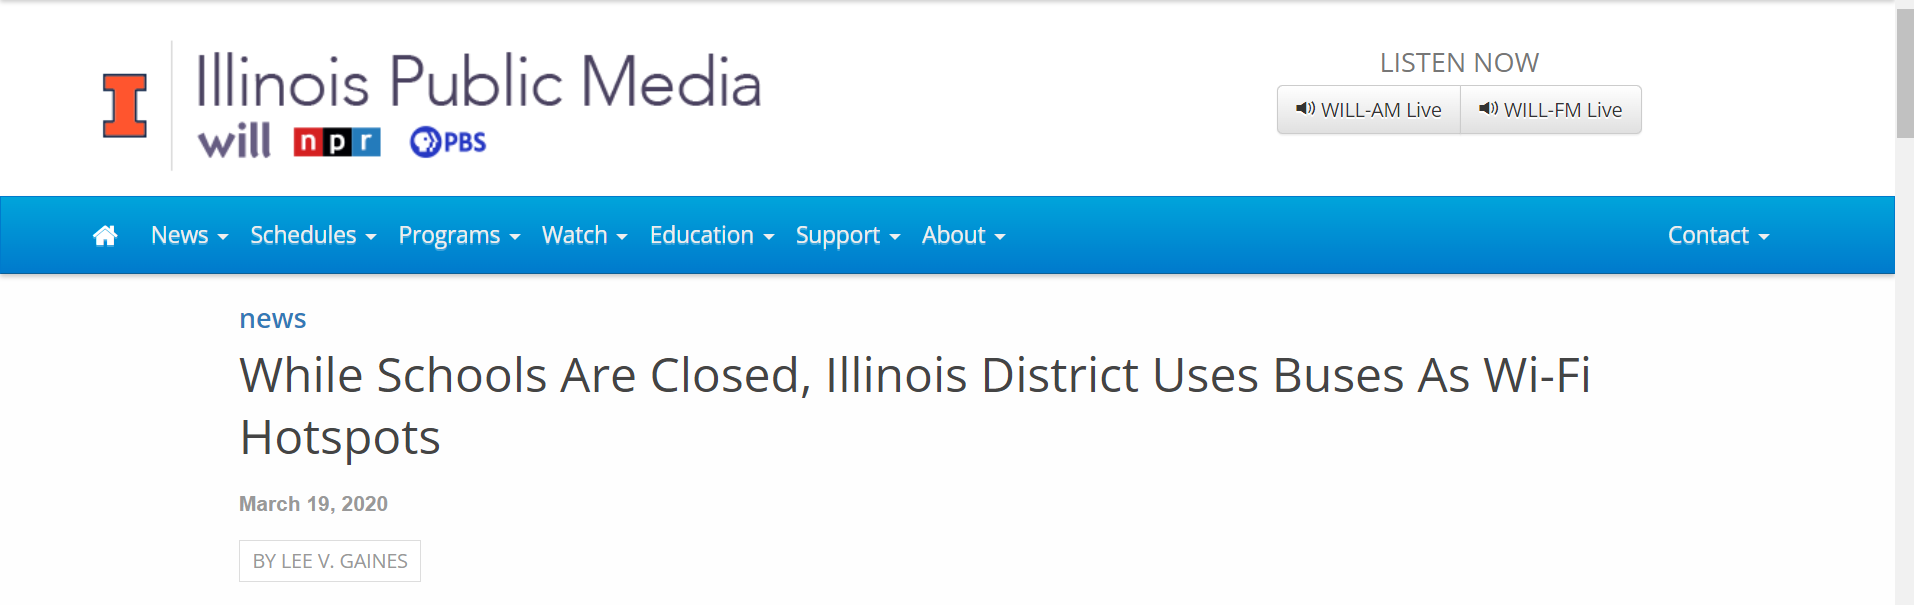 Illinois Public Media
will npr PBS
LISTEN NOW
WILL-AM Live WILL-FM Live
News Schedules Programs Watch Education Support About Contact
news
While Schools Are Closed, Illinois District Uses Buses As Wi-Fi
Hotspots
March 19, 2020
BY LEE V. GAINES